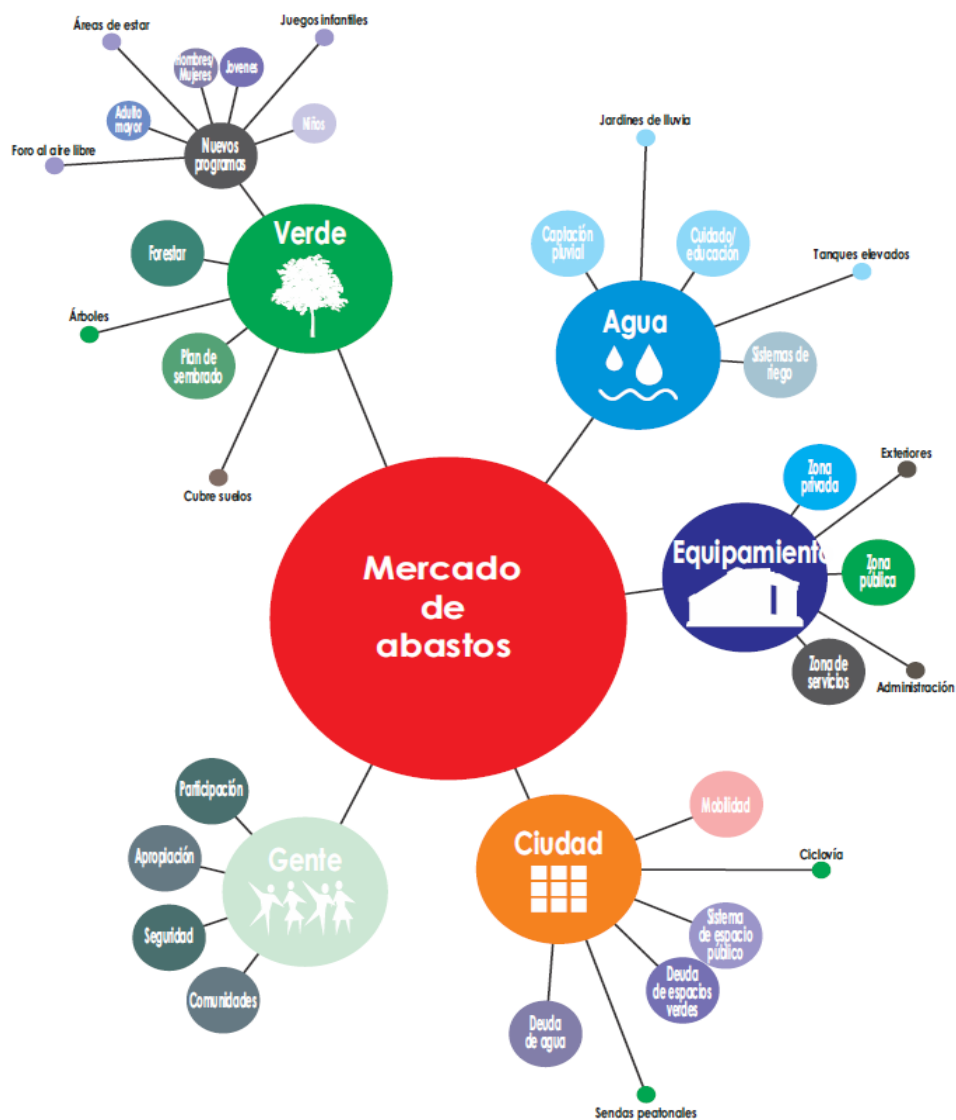 Áreas de estar
Juegos infantiles
Hombres/
Mujeres
Jovenes
Adulto
mayor
Niños
Foro al aire libre
Nuevos
programas
Verde
Forestar
Árboles
Plan de
sembrado
Cubre suelos
Jardines de lluvia
Captación
pluvial
Cuidado/
educación
Tanques elevados
Agua
Sistemas de
riego
Exteriores
Zona
privada
Equipamiento
Zona
pública
Zona de
servicios
Administración
Mercado
de
abastos
Participación
Apropiación
Gente
Seguridad
Comunidades
Ciudad
Mobilidad
Ciclovía
Sistema
de espacio
público
Deuda
de espacios
verdes
Deuda
de agua
Sendas peatonales